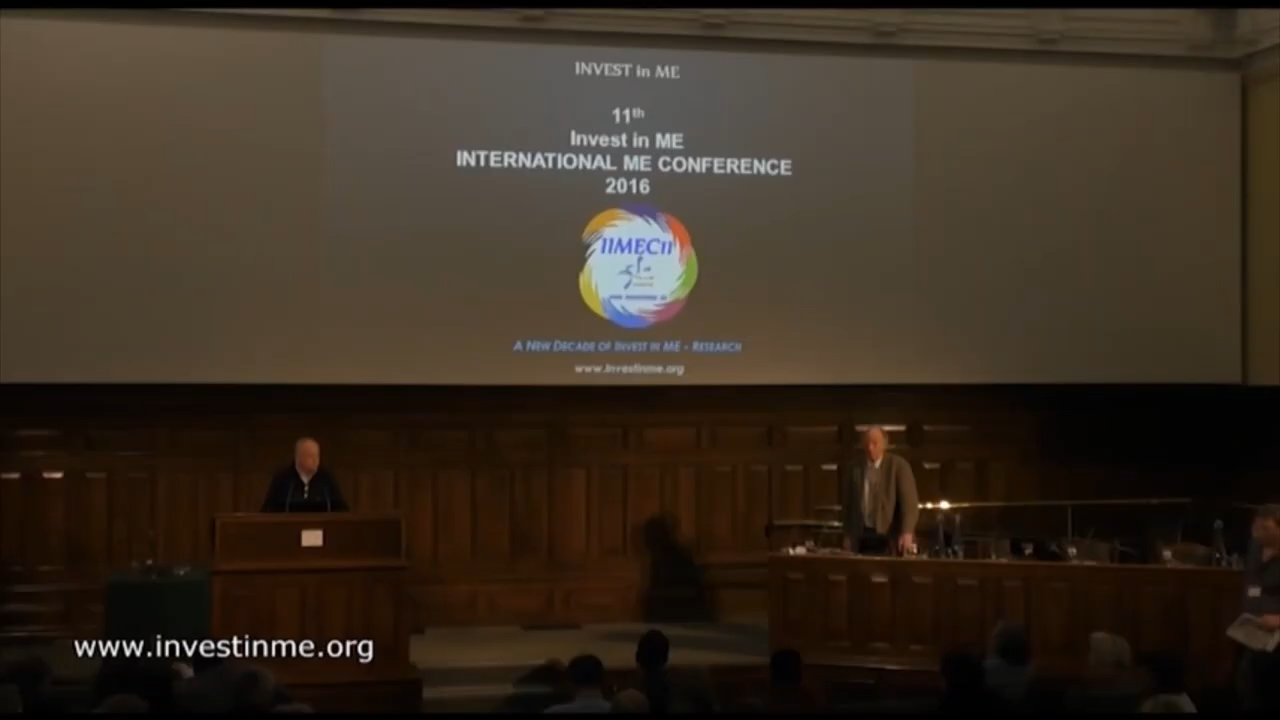 INVEST in ME
11th
Invest in ME
INTERNATIONAL ME CONFERENCE
2016
IIMEC11
A NEW DECADE OF INVEST IN ME - RESEARCH
www.investinme.org
www.investinme.org